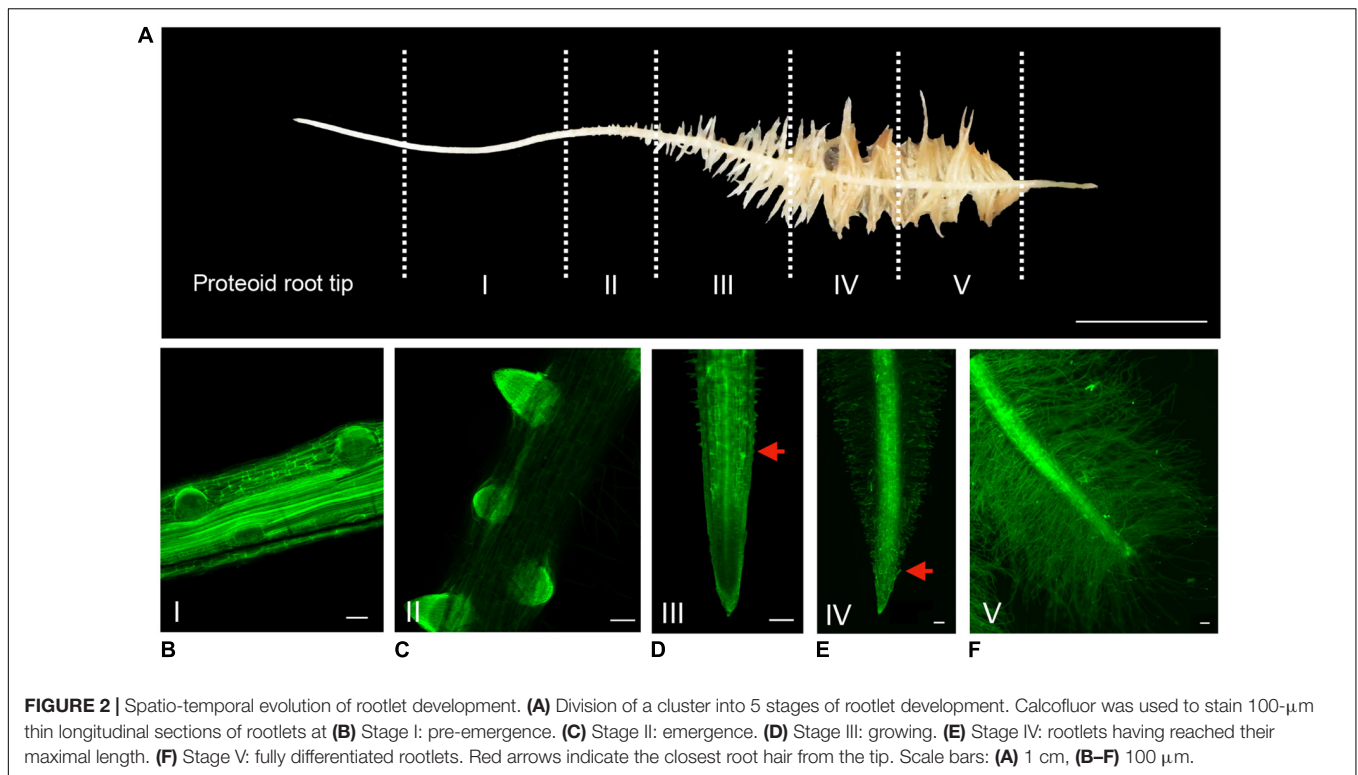 A
Proteoid root tip I II III IV V
I II III IV V
B C D E F
FIGURE 2 | Spatio-temporal evolution of rootlet development. (A) Division of a cluster into 5 stages of rootlet development. Calcofluor was used to stain 100-μm
thin longitudinal sections of rootlets at (B) Stage I: pre-emergence. (C) Stage II: emergence. (D) Stage III: growing. (E) Stage IV: rootlets having reached their
maximal length. (F) Stage V: fully differentiated rootlets. Red arrows indicate the closest root hair from the tip. Scale bars: (A) 1 cm, (B–F) 100 μm.